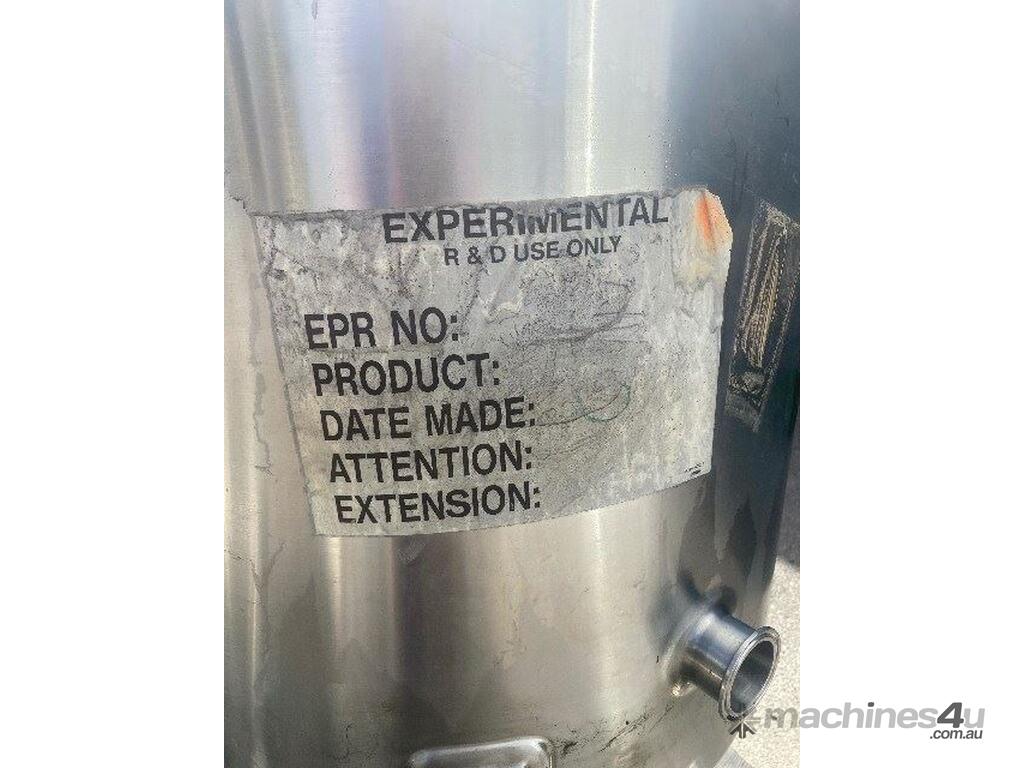 EXPERIMENTAL
R & D USE ONLY
EPR NO:
PRODUCT:
DATE MADE:
ATTENTION:
EXTENSION:
machines4u
.com.au